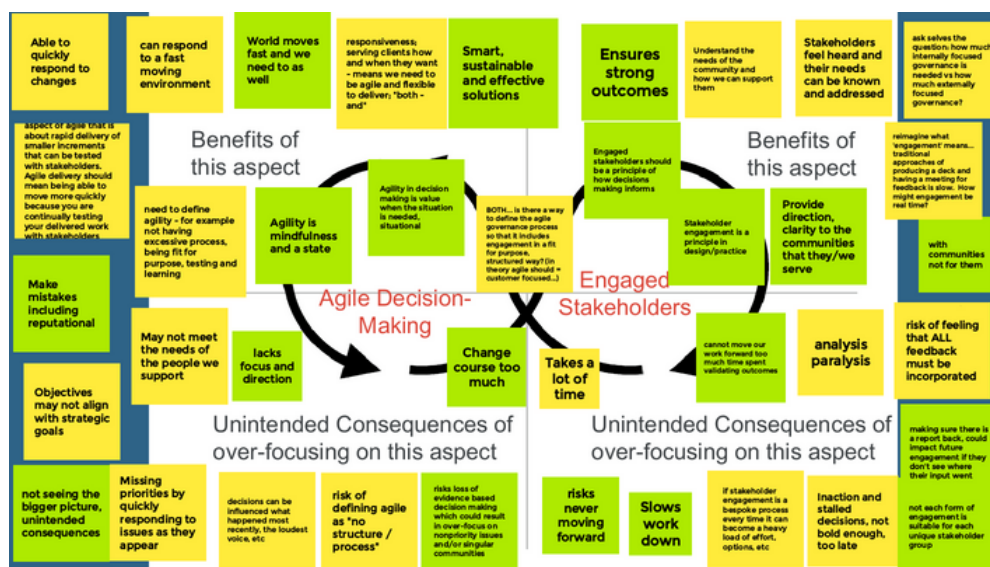 Able to
quickly
respond to
changes
can respond
to a fast
moving
environment
World moves
fast and we
need to as
well
responsiveness;
serving clients how
and when they want
- means we need to
be agile and flexible
to deliver; "both -
and"
Smart,
sustainable
and effective
solutions
Ensures
strong
outcomes
Understand the
needs of the
community and
how we can support
them
Stakeholders
feel heard and
their needs
can be known
and addressed
ask selves the
question: how much
internally focused
governance is
needed vs how
much externally
focused
governance?
aspect of agile that is
about rapid delivery of
smaller increments
that can be tested
with stakeholders.
Agile delivery should
mean being able to
move more quickly
because you are
continually testing
your delivered work
with stakeholders
Benefits of
this aspect
Benefits of
this aspect
reimagine what
'engagement' means...
traditional
approaches of
producing a deck and
having a meeting for
feedback is slow. How
might engagement be
real time?
need to define
agility - for example
not having
excessive process,
being fit for
purpose, testing and
learning
Agility is
mindfulness
and a state
Agility in decision
making is value
when the situation
is needed,
situational
BOTH... is there a way
to define the agile
governance process
so that it includes
engagement in a fit
for purpose,
structured way? (in
theory agile should =
customer focused...)
Engaged
stakeholders should
be a principle of
how decisions
making informs
Stakeholder
engagement is a
principle in
design/practice
Provide
direction,
clarity to the
communities
that they/we
serve
with
communities
not for them
Make
mistakes
including
reputational
Agile Decision-
Making
Engaged
Stakeholders
May not meet
the needs of
the people we
support
lacks
focus and
direction
Change
course too
much
Takes a
lot of
time
cannot move our
work forward too
much time spent
validating outcomes
analysis
paralysis
risk of feeling
that ALL
feedback
must be
incorporated
Objectives
may not align
with strategic
goals
Unintended Consequences of
over-focusing on this aspect
Unintended Consequences of
over-focusing on this aspect
making sure there is
a report back, could
impact future
engagement if they
don't see where
their input went
not each form of
engagement is
suitable for each
unique stakeholder
group
not seeing the
bigger picture,
unintended
consequences
Missing
priorities by
quickly
responding to
issues as they
appear
decisions can be
influenced what
happened most
recently, the loudest
voice, etc
risk of
defining agile
as "no
structure /
process"
risks loss of
evidence based
decision making
which could result
in over-focus on
nonpriority issues
and/or singular
communities
risks
never
moving
forward
Slows
work
down
If stakeholder
engagement is a
bespoke process
every time it can
become a heavy
load of effort,
options, etc
Inaction and
stalled
decisions, not
bold enough,
too late